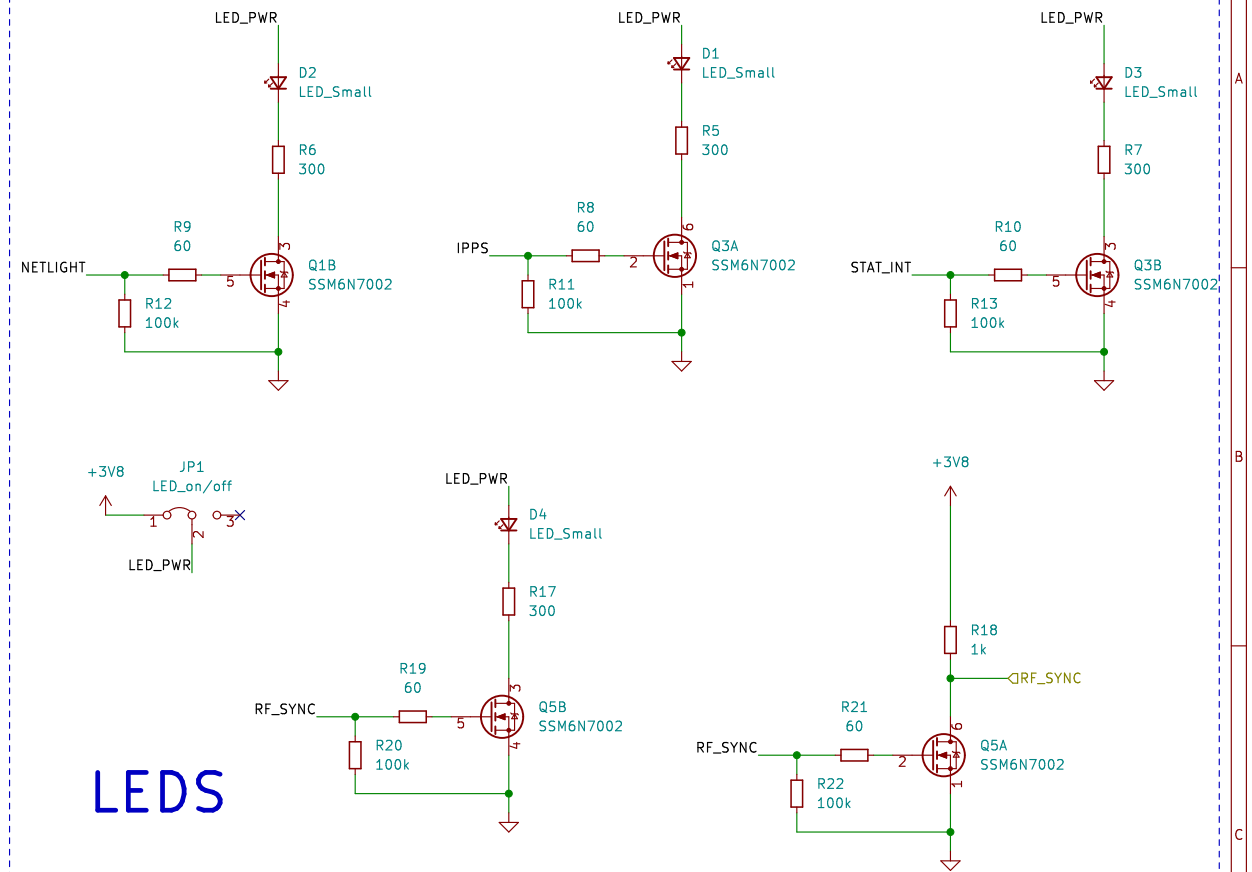 LED_PWR
D2
LED_Small
R6
300
R9
60
NETLIGHT
5
3
4
Q1B
SSM6N7002
R12
100k
LED_PWR
D1
LED_Small
R5
300
R8
60
IPPS
2
6
1
Q3A
SSM6N7002
R11
100k
LED_PWR
D3
LED_Small
R7
300
R10
60
STAT_INT
5
3
4
Q3B
SSM6N7002
R13
100k
A
B
C
+3V8
JP1
LED_on/off
1
2
3
LED_PWR
LED_PWR
D4
LED_Small
R17
300
R19
60
RF_SYNC
5
3
4
Q5B
SSM6N7002
R20
100k
+3V8
R18
1k
RF_SYNC
R21
60
RF_SYNC
2
6
1
Q5A
SSM6N7002
R22
100k
LEDS